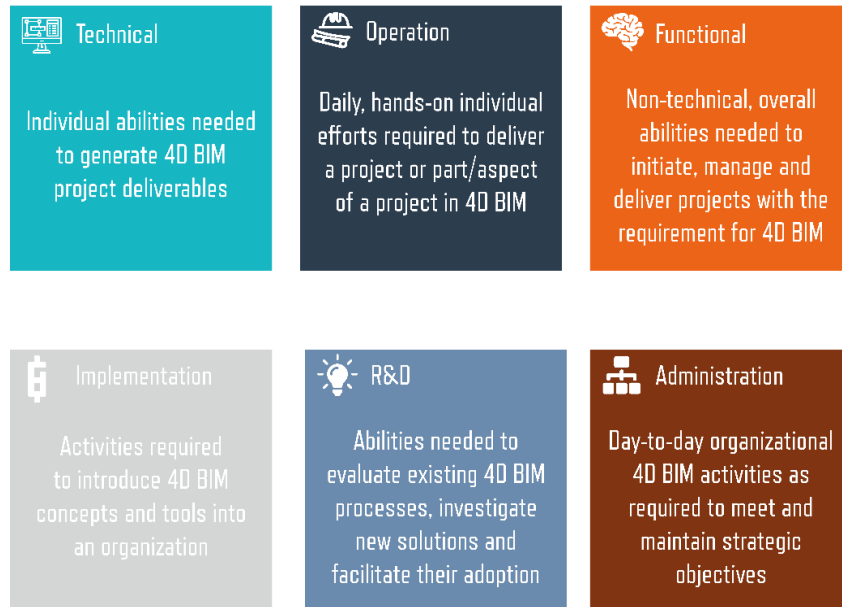 Technical
Individual abilities needed
to generate 4D BIM
project deliverables
Operation
Daily, hands-on individual
efforts required to deliver
a project or part/aspect
of a project in 4D BIM
Functional
Non-technical, overall
abilities needed to
initiate, manage and
deliver projects with the
requirement for 4D BIM
Implementation
Activities required
to introduce 4D BIM
concepts and tools into
an organization
R&D
Abilities needed to
evaluate existing 4D BIM
processes, investigate
new solutions and
facilitate their adoption
Administration
Day-to-day organizational
4D BIM activities as
required to meet and
maintain strategic
objectives